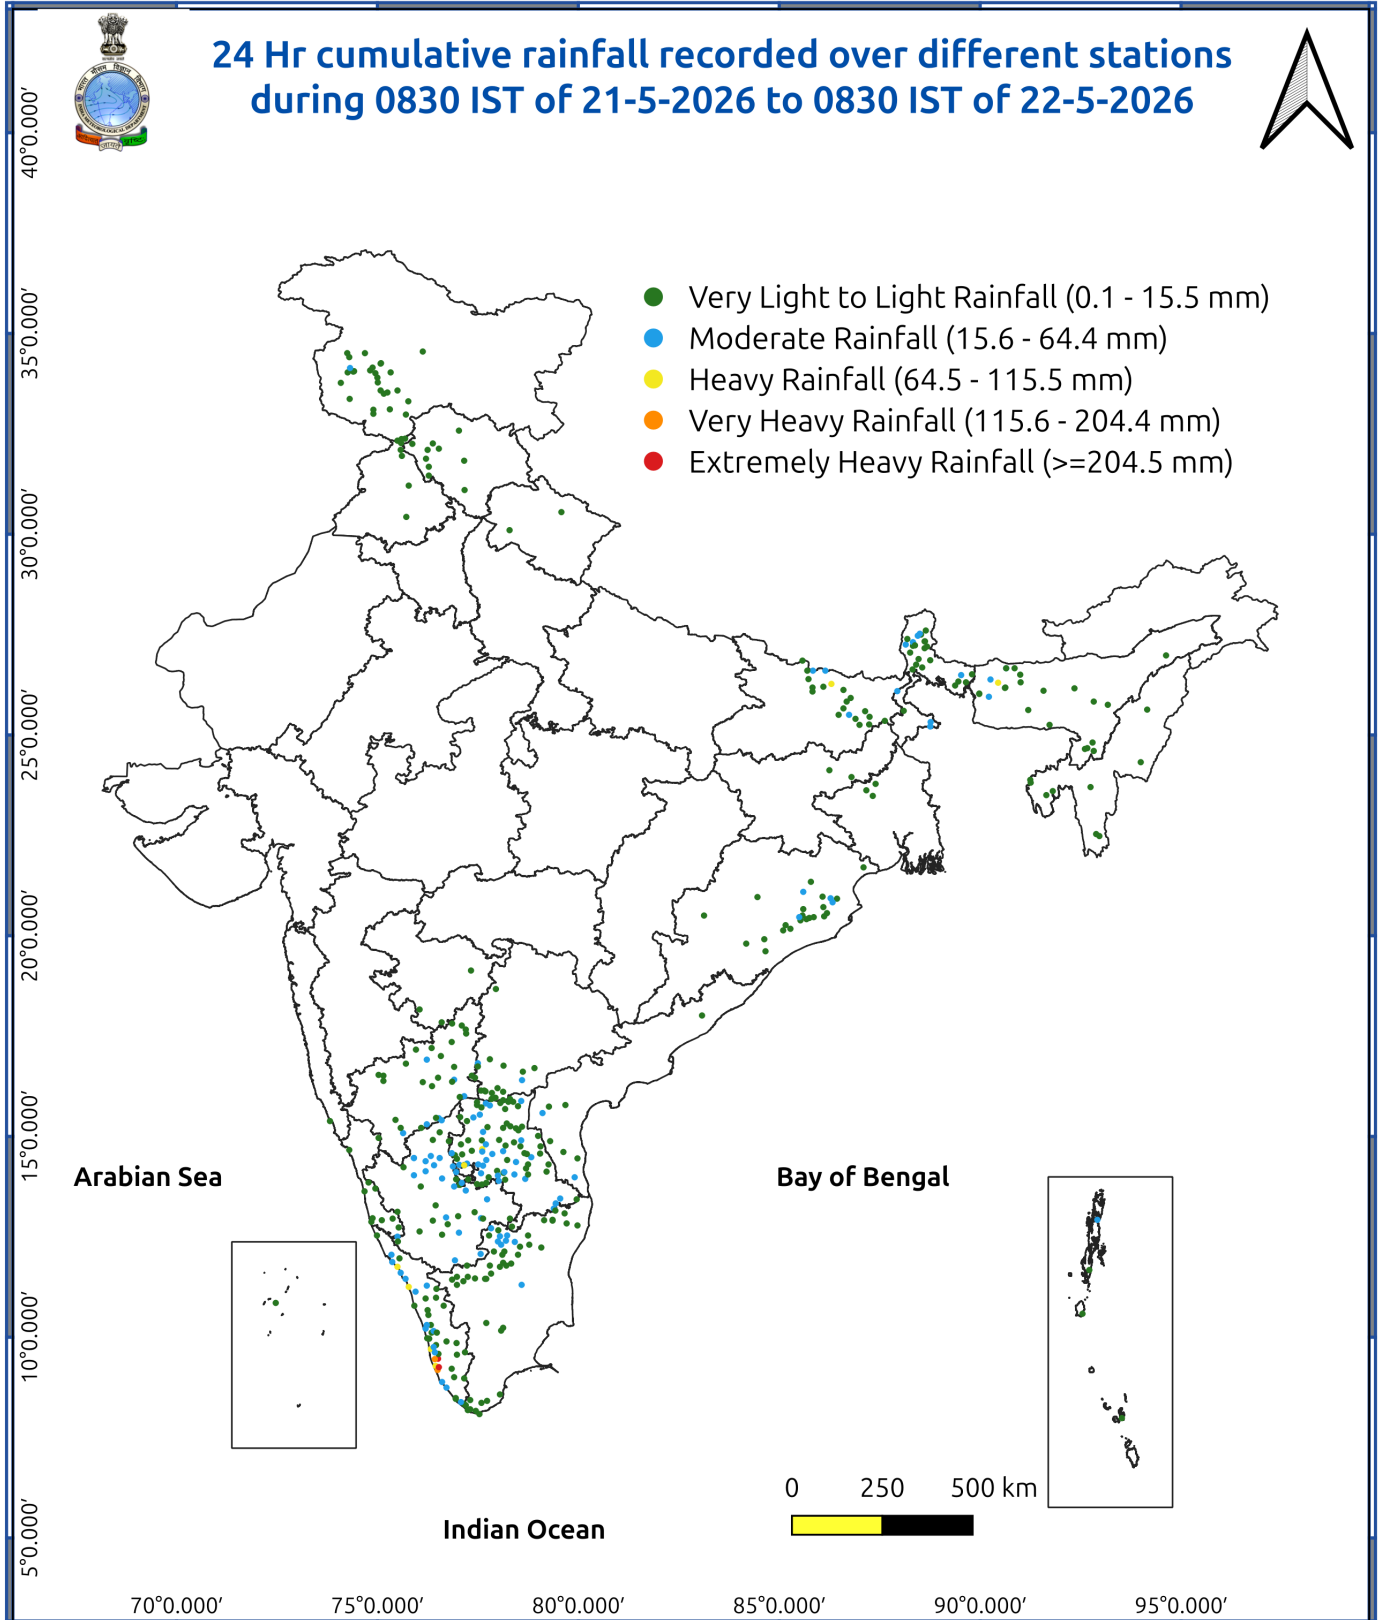 24 Hr cumulative rainfall recorded over different stations
during 0830 IST of 21-5-2026 to 0830 IST of 22-5-2026
Very Light to Light Rainfall (0.1 - 15.5 mm)
Moderate Rainfall (15.6 - 64.4 mm)
Heavy Rainfall (64.5 - 115.5 mm)
Very Heavy Rainfall (115.6 - 204.4 mm)
Extremely Heavy Rainfall (>=204.5 mm)
40°0.000′
35°0.000′
30°0.000′
25°0.000′
20°0.000′
15°0.000′
10°0.000′
5°0.000′
Arabian Sea
Bay of Bengal
0 250 500 km
Indian Ocean
70°0.000′ 75°0.000′ 80°0.000′ 85°0.000′ 90°0.000′ 95°0.000′